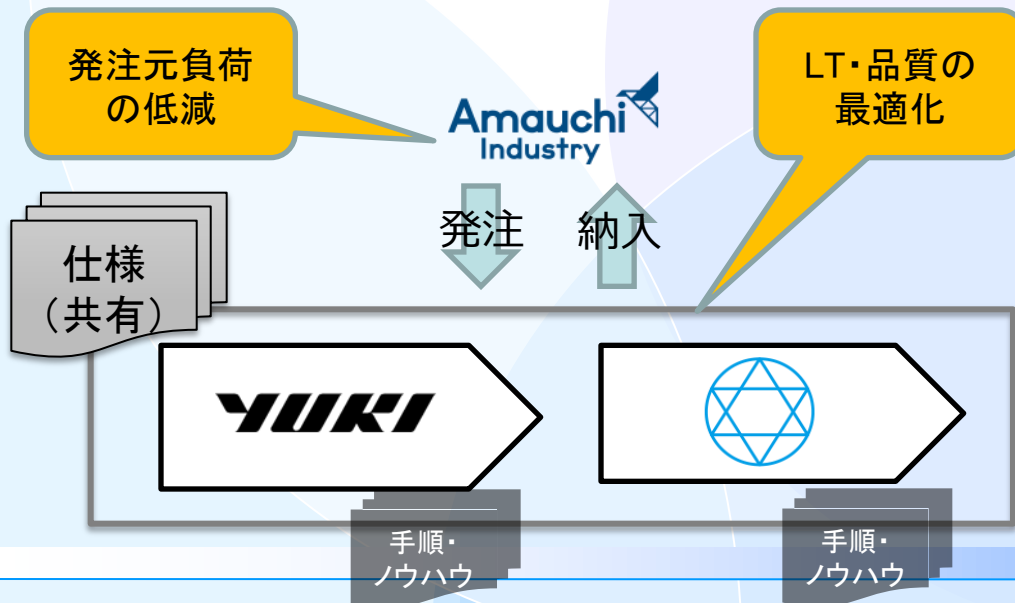 発注元負荷
の低減
LT・品質の
最適化
Amauchi
Industry
発注 納入
仕様
（共有）
YUKI
手順・
ノウハウ
手順・
ノウハウ